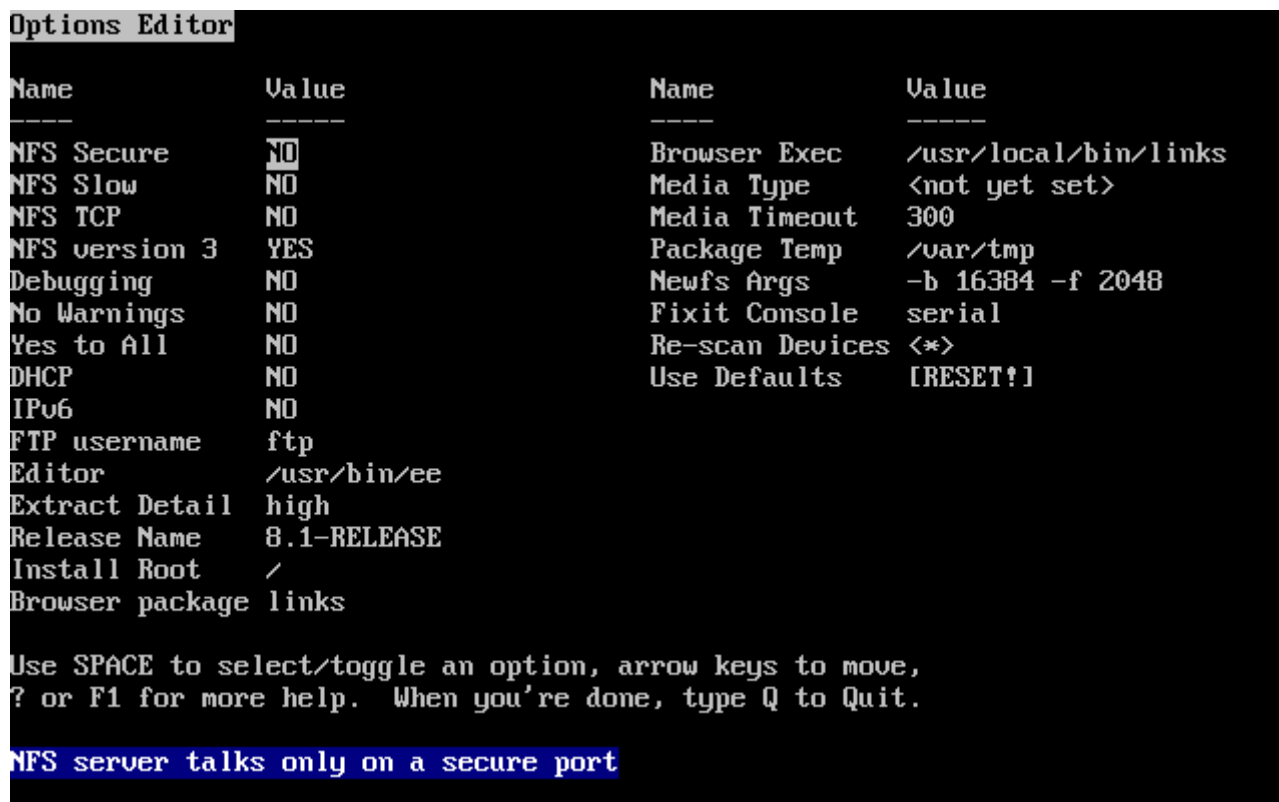 Options Editor
Name Value Name Value
---- ----- ---- -----
NFS Secure NO Browser Exec /usr/local/bin/links
NFS Slow NO Media Type <not yet set>
NFS TCP NO Media Timeout 300
NFS version 3 YES Package Temp /var/tmp
Debugging NO Newfs Args -b 16384 -f 2048
No Warnings NO Fixit Console serial
Yes to All NO Re-scan Devices <*>
DHCP NO Use Defaults [RESET!]
IPv6 NO
FTP username ftp
Editor /usr/bin/ee
Extract Detail high
Release Name 8.1-RELEASE
Install Root /
Browser package links
Use SPACE to select/toggle an option, arrow keys to move,
? or F1 for more help. When you're done, type Q to Quit.
NFS server talks only on a secure port